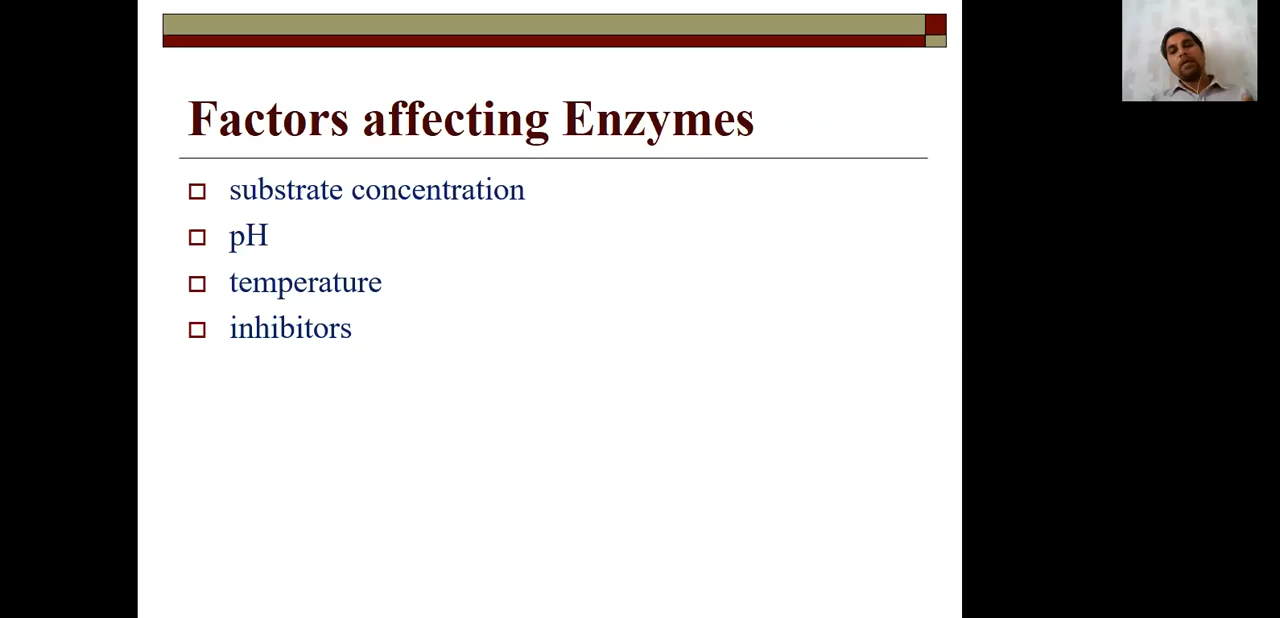 Factors affecting Enzymes
substrate concentration
pH
temperature
inhibitors